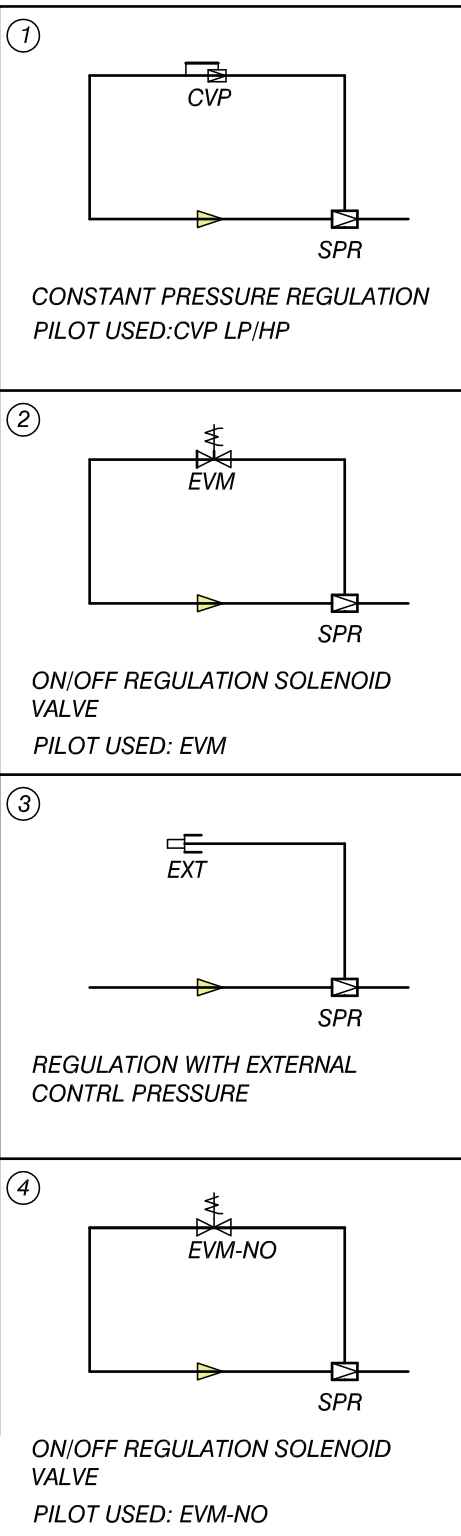 1
CVP
SPR
CONSTANT PRESSURE REGULATION
PILOT USED:CVP LP/HP
2
EVM
SPR
ON/OFF REGULATION SOLENOID
VALVE
PILOT USED: EVM
3
EXT
SPR
REGULATION WITH EXTERNAL
CONTRL PRESSURE
4
EVM-NO
SPR
ON/OFF REGULATION SOLENOID
VALVE
PILOT USED: EVM-NO